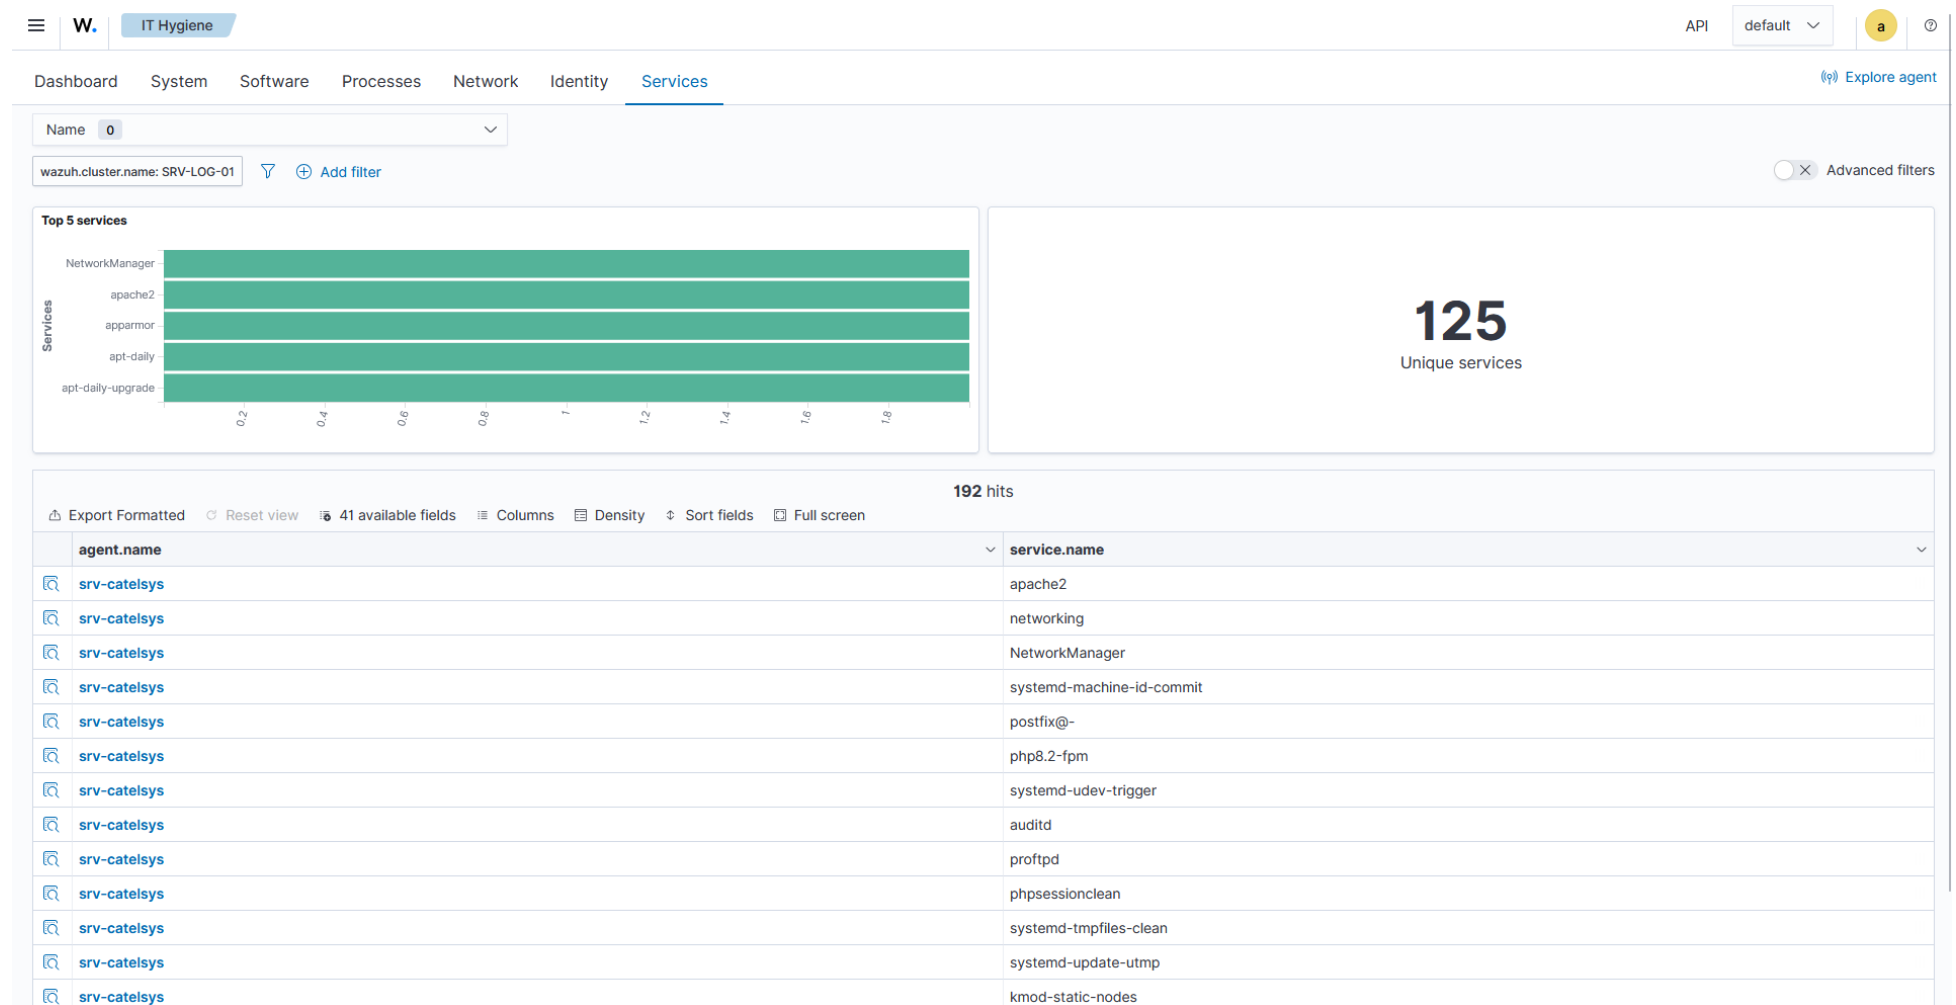 W. IT Hygiene API default a
Dashboard System Software Processes Network Identity Services Explore agent
Name 0
wazuh.cluster.name: SRV-LOG-01 Add filter Advanced filters
Top 5 services
Services
NetworkManager
apache2
apparmor
apt-daily
apt-daily-upgrade
0.2 0.4 0.6 0.8 1 1.2 1.4 1.6 1.8
125
Unique services
192 hits
Export Formatted Reset view 41 available fields Columns Density Sort fields Full screen
agent.name service.name
srv-catelsys apache2
srv-catelsys networking
srv-catelsys NetworkManager
srv-catelsys systemd-machine-id-commit
srv-catelsys postfix@-
srv-catelsys php8.2-fpm
srv-catelsys systemd-udev-trigger
srv-catelsys auditd
srv-catelsys proftpd
srv-catelsys phpsessionclean
srv-catelsys systemd-tmpfiles-clean
srv-catelsys systemd-update-utmp
srv-catelsys kmod-static-nodes